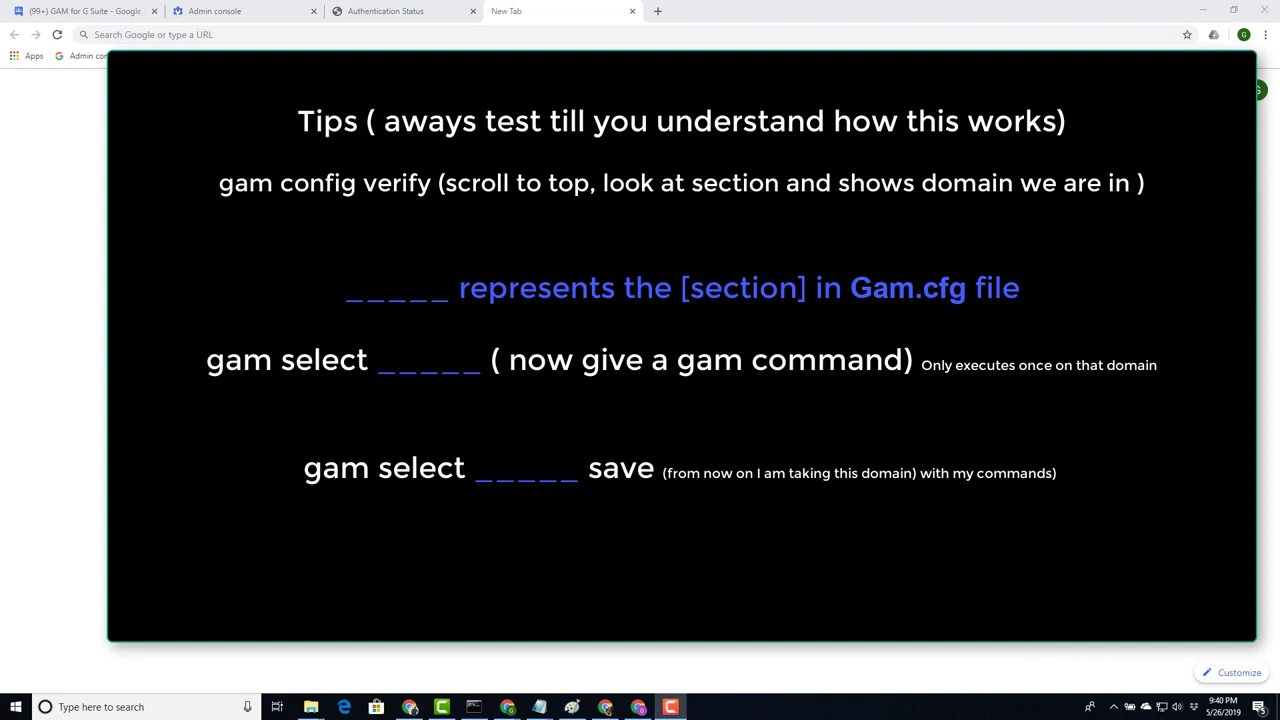 (99+) GAM for G Suite - Google
Admin console
Authentication Status
New Tab
Search Google or type a URL
G
Apps
Admin cor
Tips ( aways test till you understand how this works)
gam config verify (scroll to top, look at section and shows domain we are in )
_____ represents the [section] in Gam.cfg file
gam select _____ ( now give a gam command) Only executes once on that domain
gam select _____ save (from now on I am taking this domain) with my commands)
Customize
Type here to search
9:40 PM
5/26/2019